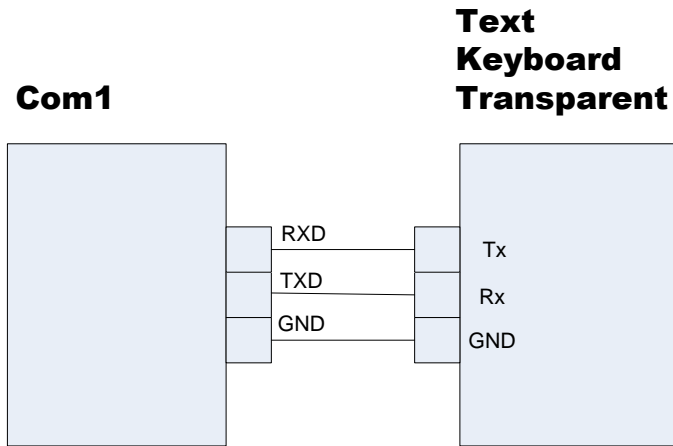 Text
Keyboard
Transparent
Com1
RXD
Tx
TXD
Rx
GND
GND